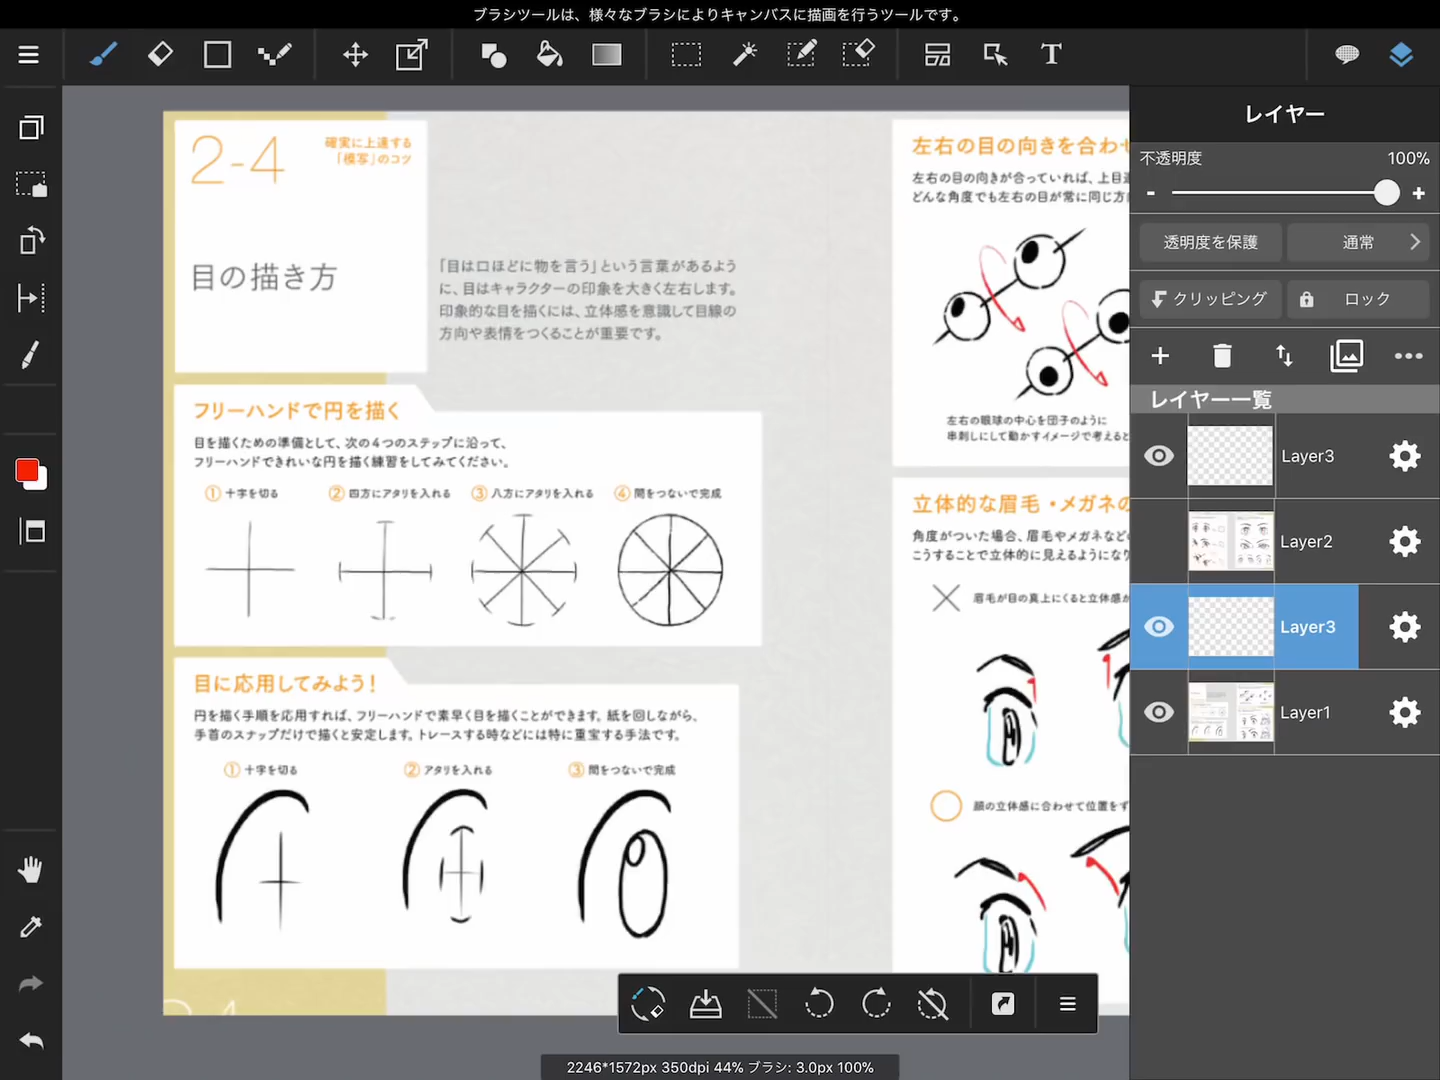 ブラシツールは、様々なブラシによりキャンバスに描画を行うツールです。
2-4
確実に上達する
「模写」のコツ
目の描き方
「目は口ほどに物を言う」という言葉があるよう
に、目はキャラクターの印象を大きく左右します。
印象的な目を描くには、立体感を意識して目線の
方向や表情をつくることが重要です。
フリーハンドで円を描く
目を描くための準備として、次の4つのステップに沿って、
フリーハンドできれいな円を描く練習をしてみてください。
① 十字を切る
② 四方にアタリを入れる
③ 八方にアタリを入れる
④ 間をつないで完成
目に応用してみよう！
円を描く手順を応用すれば、フリーハンドで素早く目を描くことができます。紙を回しながら、
手首のスナップだけで描くと安定します。トレースする時などには特に重宝する手法です。
① 十字を切る
② アタリを入れる
③ 間をつないで完成
左右の目の向きを合わせ
左右の目の向きが合っていれば、上目
どんな角度でも左右の目が常に同じ方
左右の眼球の中心を団子のように
串刺しにして動かすイメージで考えると
立体的な眉毛・メガネの
角度がついた場合、眉毛やメガネなど
こうすることで立体的に見えるようになり
眉毛が目の真上にくると立体感が
顔の立体感に合わせて位置をず
レイヤー
不透明度
100%
- +
透明度を保護
通常
クリッピング
ロック
レイヤー一覧
Layer3
Layer2
Layer3
Layer1
T
2246*1572px 350dpi 44% ブラシ: 3.0px 100%